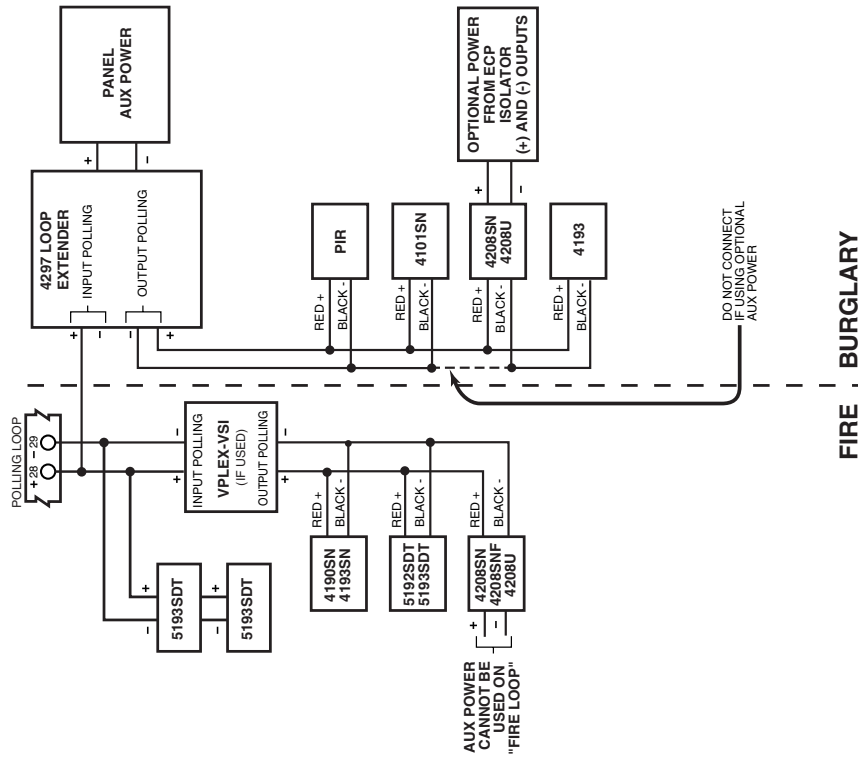 POLLING LOOP
+ 28
− 29
4297 LOOP
EXTENDER
INPUT POLLING
OUTPUT POLLING
+
−
−
+
+
−
PANEL
AUX POWER
PIR
RED +
BLACK -
4101SN
RED +
BLACK -
4208SN
4208U
RED +
BLACK -
+
−
OPTIONAL POWER
FROM ECP
ISOLATOR
(+) AND (-) OUPUTS
4193
RED +
BLACK -
DO NOT CONNECT
IF USING OPTIONAL
AUX POWER
BURGLARY
FIRE
INPUT POLLING
VPLEX-VSI
(IF USED)
OUTPUT POLLING
+
−
+
−
5193SDT
−
+
5193SDT
−
+
4190SN
4193SN
RED +
BLACK -
5192SDT
5193SDT
RED +
BLACK -
4208SN
4208SNF
4208U
RED +
BLACK -
+
−
AUX POWER
CANNOT BE
USED ON
"FIRE LOOP"